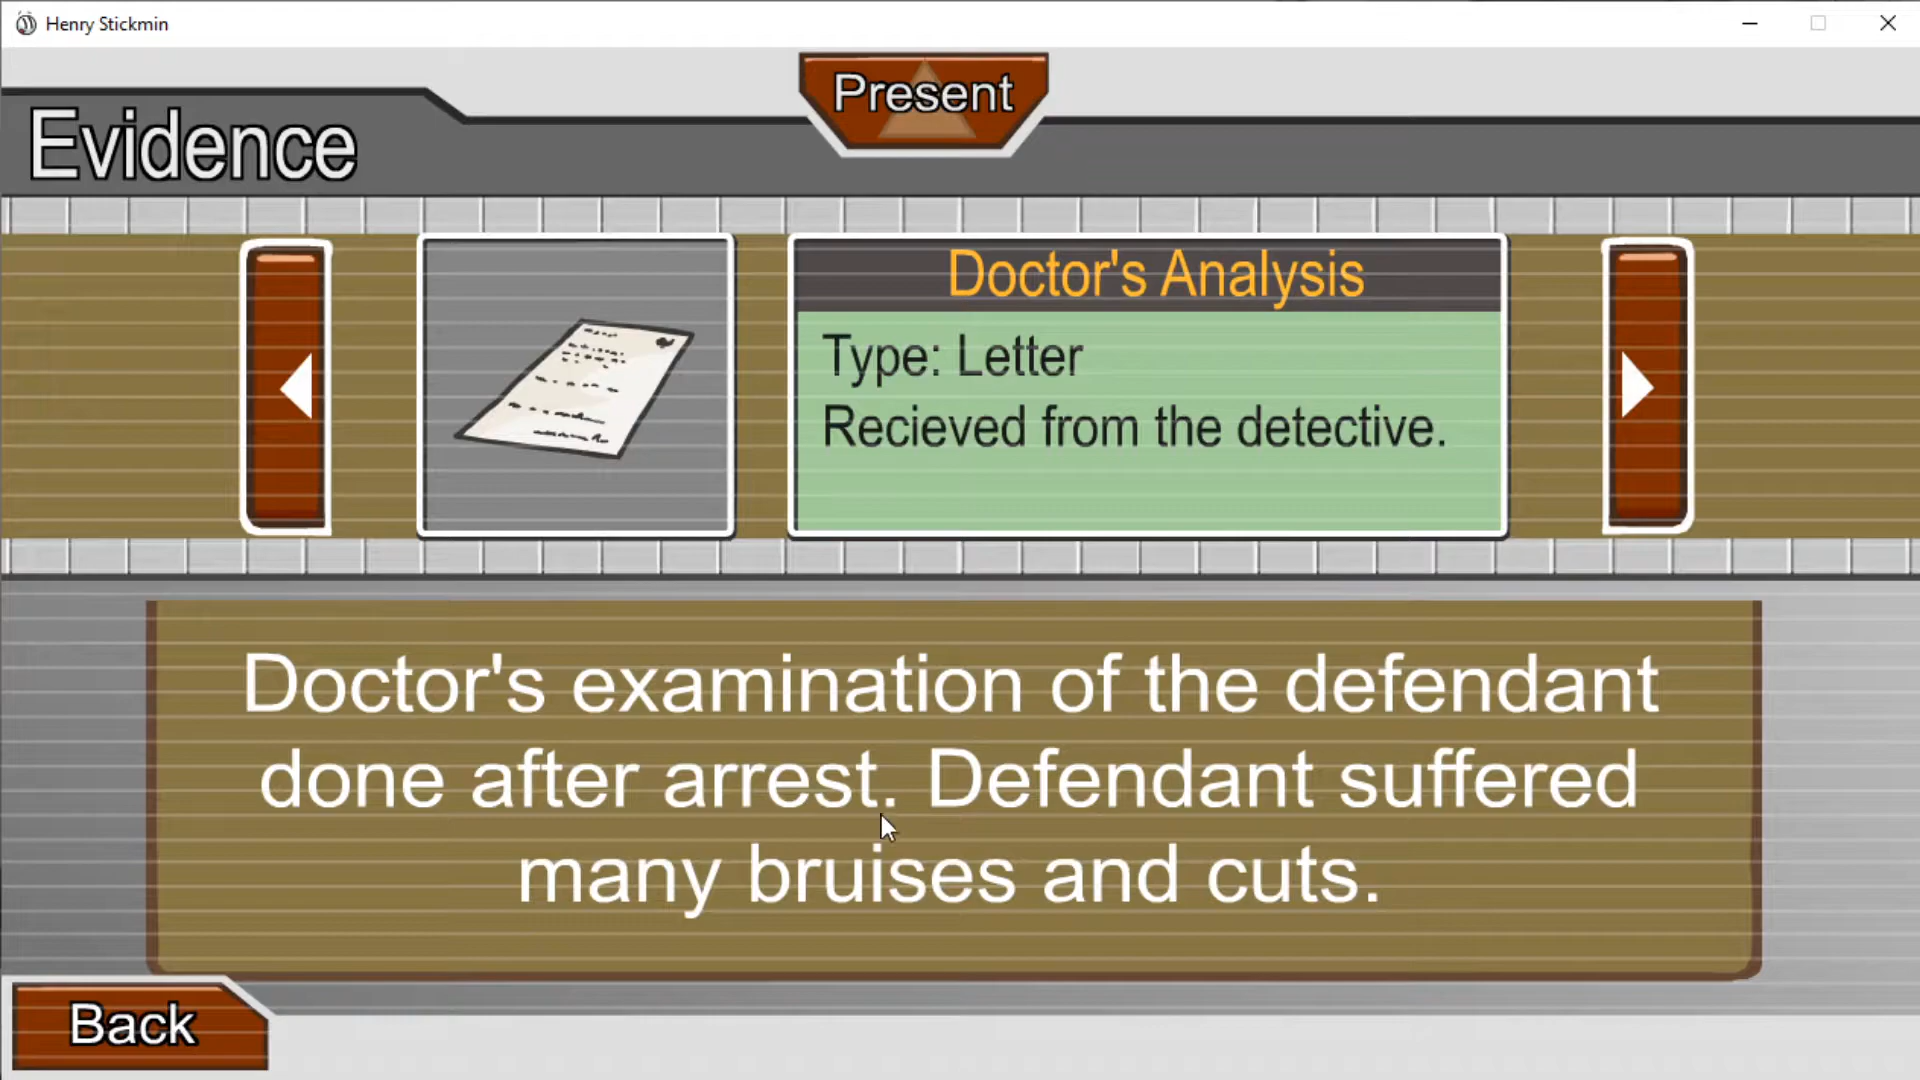 Henry Stickmin
Present
Evidence
Doctor's Analysis
Type: Letter
Recieved from the detective.
Doctor's examination of the defendant
done after arrest. Defendant suffered
many bruises and cuts.
Back